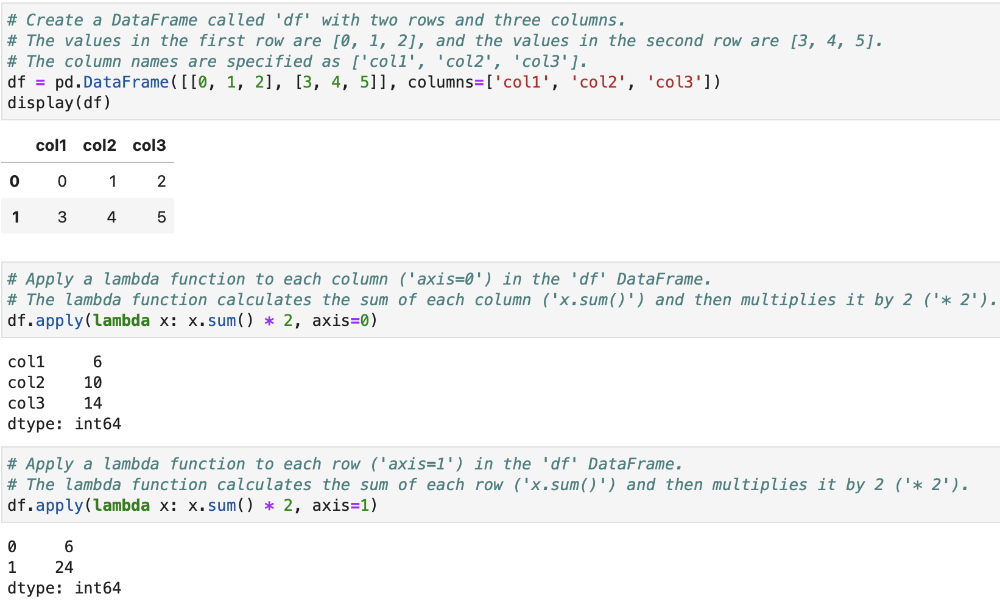 # Create a DataFrame called 'df' with two rows and three columns.
# The values in the first row are [0, 1, 2], and the values in the second row are [3, 4, 5].
# The column names are specified as ['col1', 'col2', 'col3'].
df = pd.DataFrame([[0, 1, 2], [3, 4, 5]], columns=['col1', 'col2', 'col3'])
display(df)
col1 col2 col3
0 0 1 2
1 3 4 5
# Apply a lambda function to each column ('axis=0') in the 'df' DataFrame.
# The lambda function calculates the sum of each column ('x.sum()') and then multiplies it by 2 ('* 2').
df.apply(lambda x: x.sum() * 2, axis=0)
col1     6
col2    10
col3    14
dtype: int64
# Apply a lambda function to each row ('axis=1') in the 'df' DataFrame.
# The lambda function calculates the sum of each row ('x.sum()') and then multiplies it by 2 ('* 2').
df.apply(lambda x: x.sum() * 2, axis=1)
0     6
1    24
dtype: int64